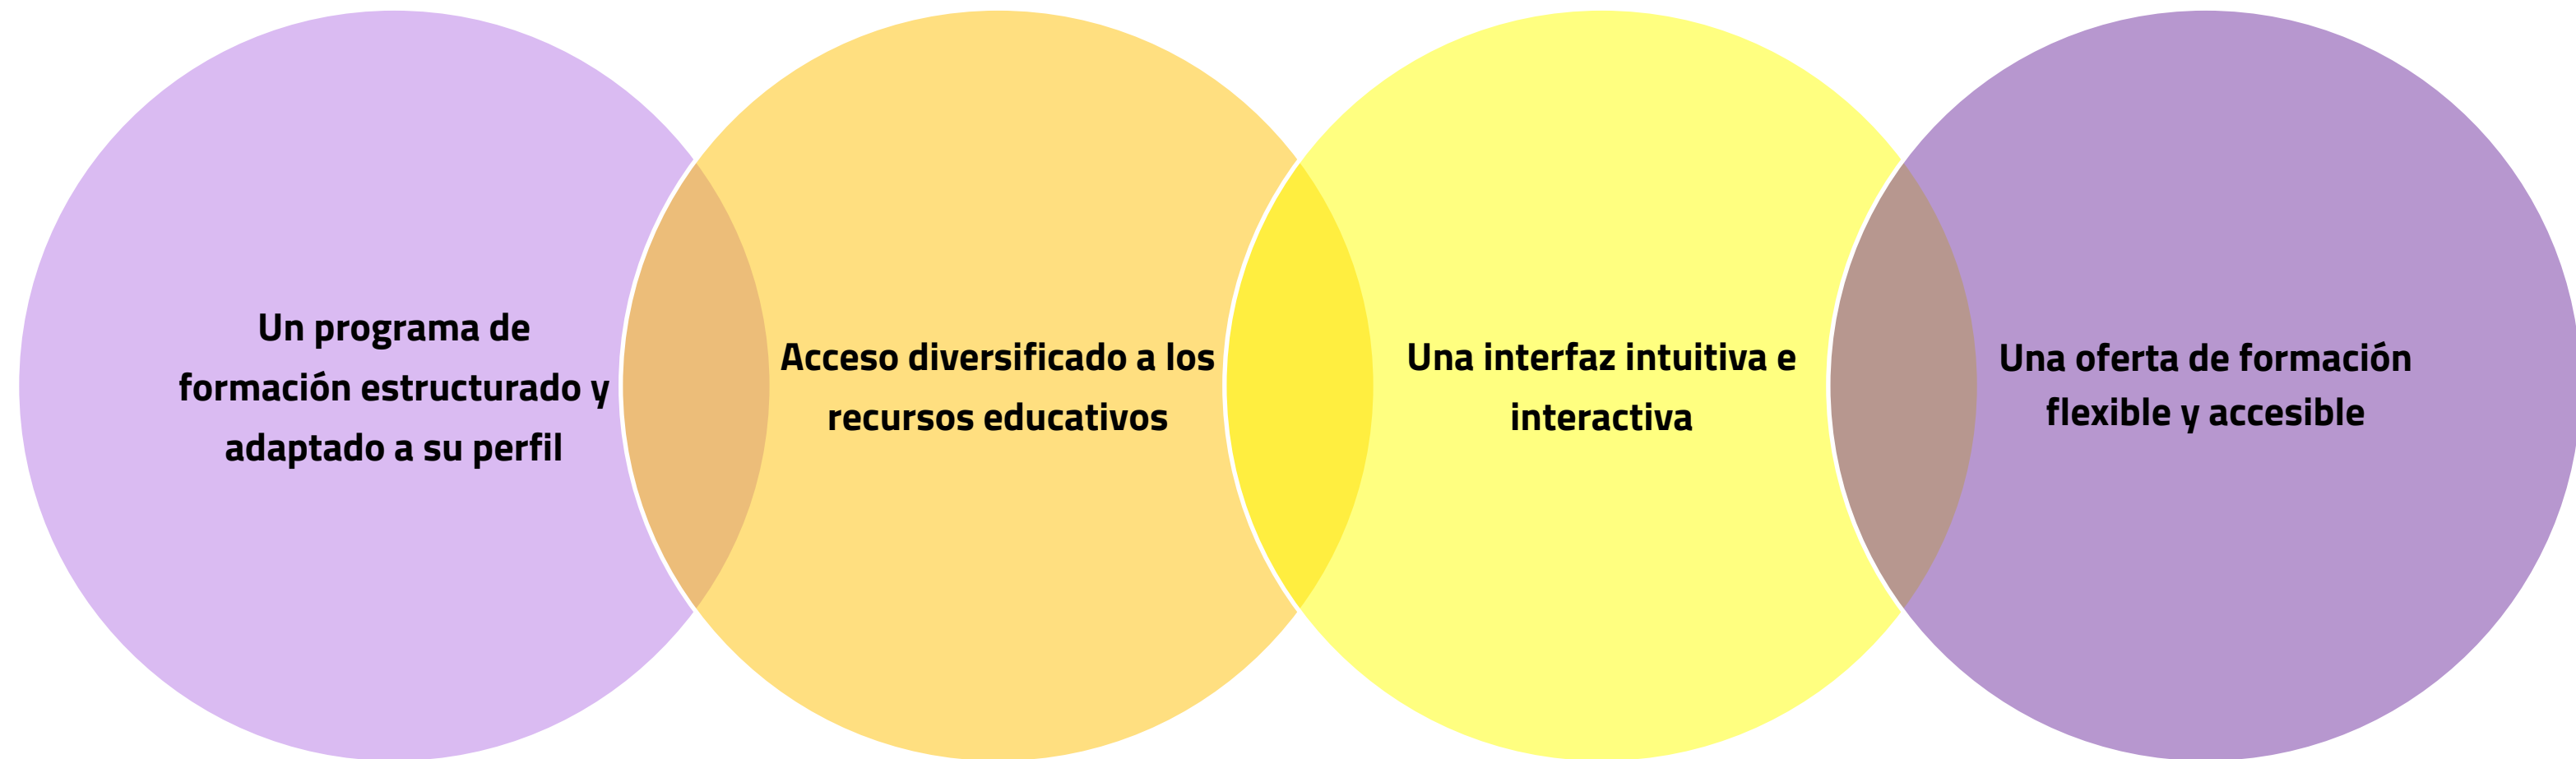 Un programa de
formación estructurado y
adaptado a su perfil
Acceso diversificado a los
recursos educativos
Una interfaz intuitiva e
interactiva
Una oferta de formación
flexible y accesible